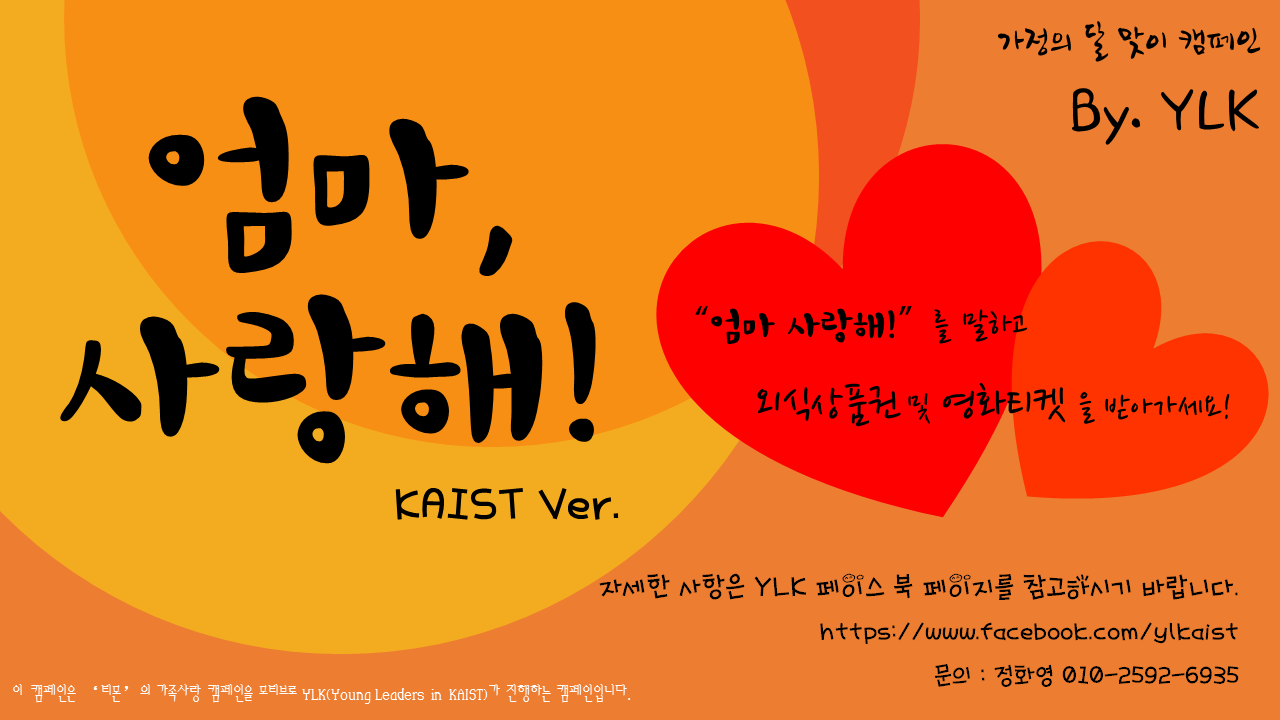 가정의 달 맞이 캠페인
By. YLK
엄마,
사랑해!
KAIST Ver.
“엄마 사랑해!” 를 말하고
외식상품권 및 영화티켓 을 받아가세요!
자세한 사항은 YLK 페이스 북 페이지를 참고하시기 바랍니다.
https://www.facebook.com/ylkaist
문의 : 정화영 010-2592-6935
이 캠페인은 ‘티몬’ 의 가족사랑 캠페인을 모티브로 YLK(Young Leaders in KAIST)가 진행하는 캠페인입니다.